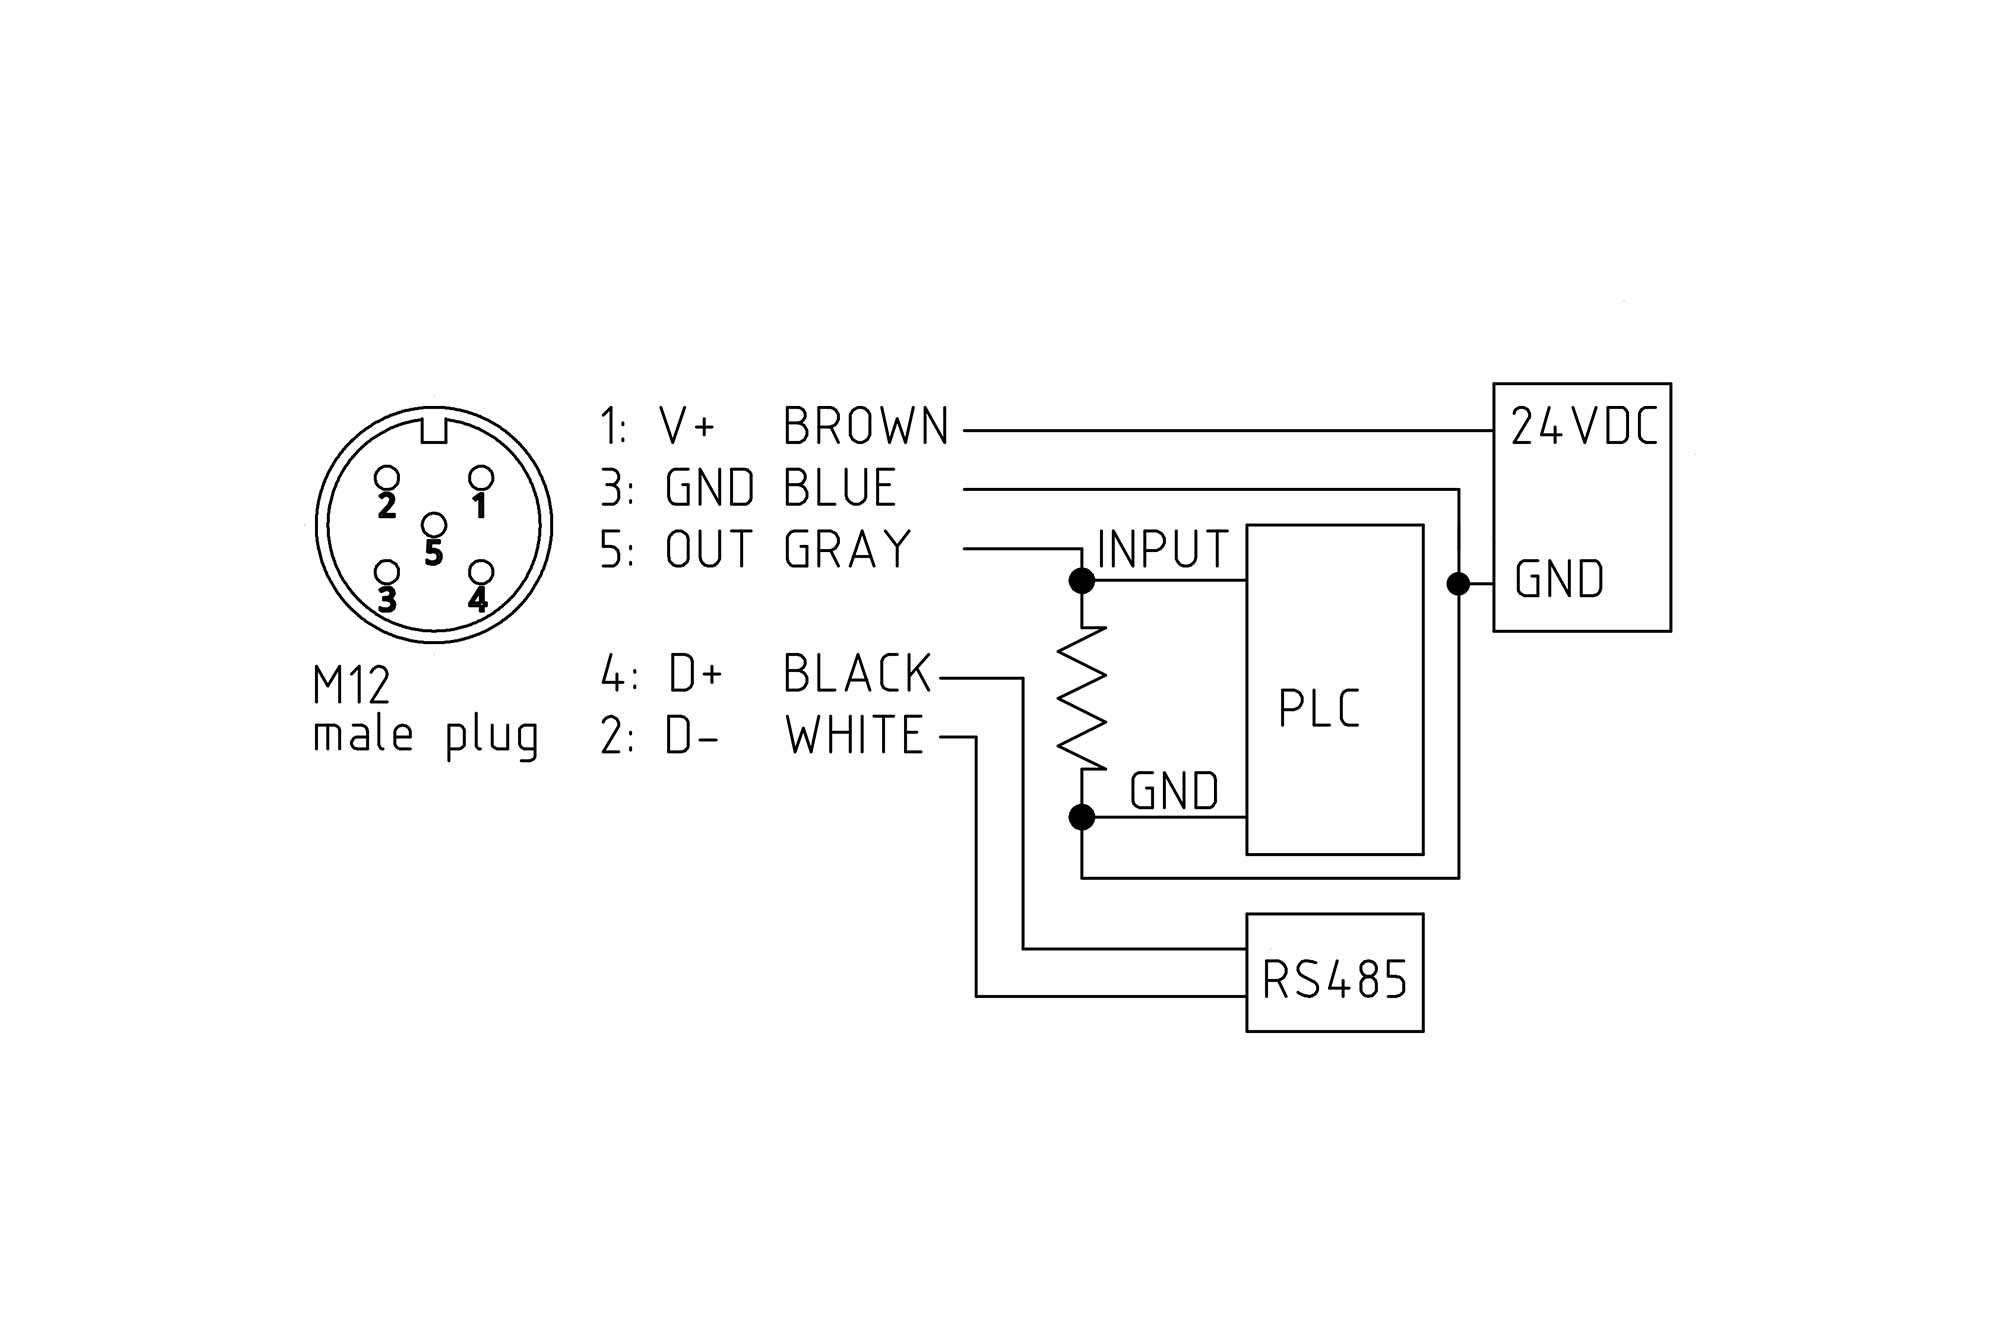 2
1
5
3
4
M12
male plug
1: V+ BROWN
3: GND BLUE
5: OUT GRAY
4: D+ BLACK
2: D- WHITE
INPUT
GND
PLC
24VDC
GND
RS485